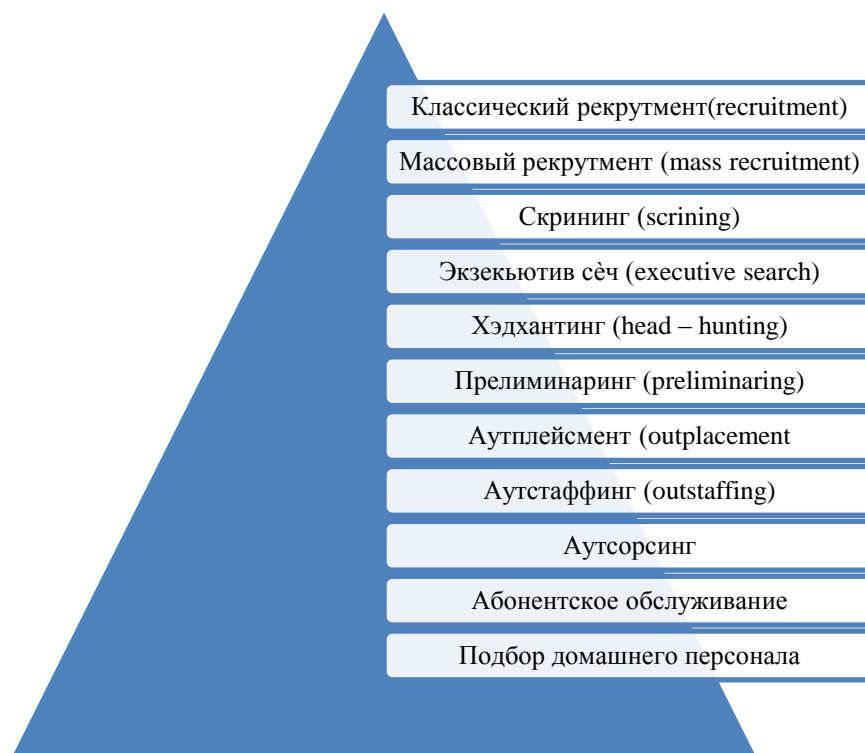 Классический рекрутмент(recruitment)
Массовый рекрутмент (mass recruitment)
Скрининг (scrining)
Экзекьютив сѐч (executive search)
Хэдхантинг (head – hunting)
Прелиминаринг (preliminaring)
Аутплейсмент (outplacement
Аутстаффинг (outstaffing)
Аутсорсинг
Абонентское обслуживание
Подбор домашнего персонала